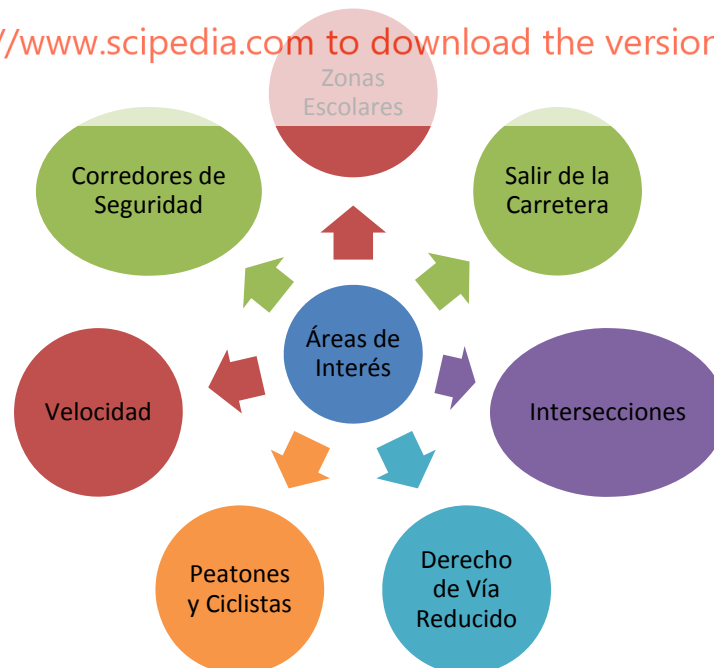 //www.scipedia.com to download the version
Zonas
Escolares
Corredores de
Seguridad
Salir de la
Carretera
Áreas de
Interés
Velocidad
Intersecciones
Peatones
y Ciclistas
Derecho
de Vía
Reducido